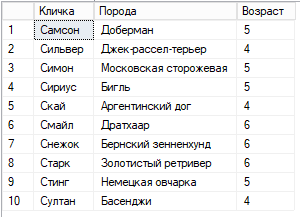 Кличка Порода Возраст
1 Самсон Доберман 5
2 Сильвер Джек-рассел-терьер 4
3 Симон Московская сторожевая 5
4 Сириус Бигль 5
5 Скай Аргентинский дог 4
6 Смайл Дратхаар 6
7 Снежок Бернский зенненхунд 6
8 Старк Золотистый ретривер 6
9 Стинг Немецкая овчарка 5
10 Султан Басенджи 4